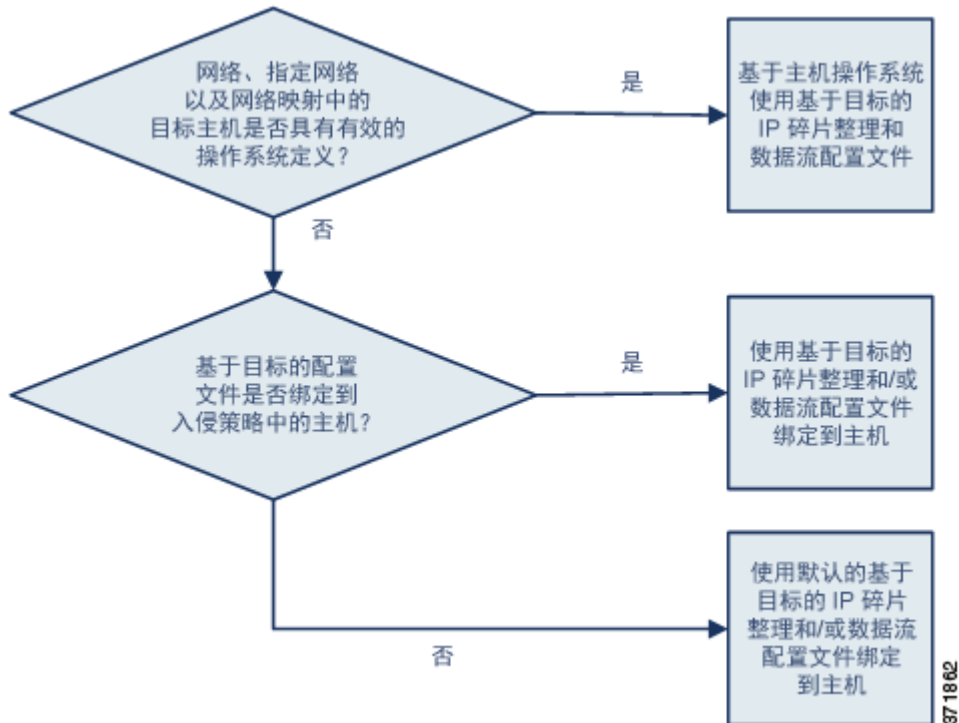 网络、指定网络
以及网络映射中的
目标主机是否具有有效的
操作系统定义?
是
基于主机操作系统
使用基于目标的
IP 碎片整理和
数据流配置文件
否
基于目标的配置
文件是否绑定到
入侵策略中的主机?
是
使用基于目标的
IP 碎片整理和/或
数据流配置文件
绑定到主机
否
使用默认的基于
目标的 IP 碎片
整理和/或数据流
配置文件绑定
到主机
371862